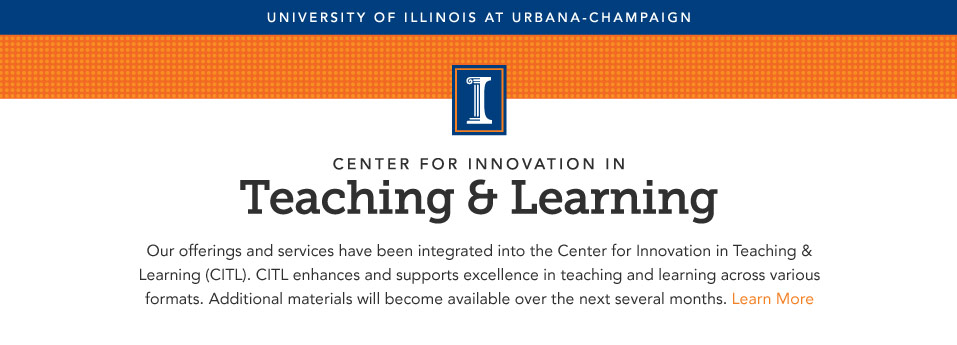 UNIVERSITY OF ILLINOIS AT URBANA-CHAMPAIGN
I
CENTER FOR INNOVATION IN
Teaching & Learning
Our offerings and services have been integrated into the Center for Innovation in Teaching &
Learning (CITL). CITL enhances and supports excellence in teaching and learning across various
formats. Additional materials will become available over the next several months. Learn More